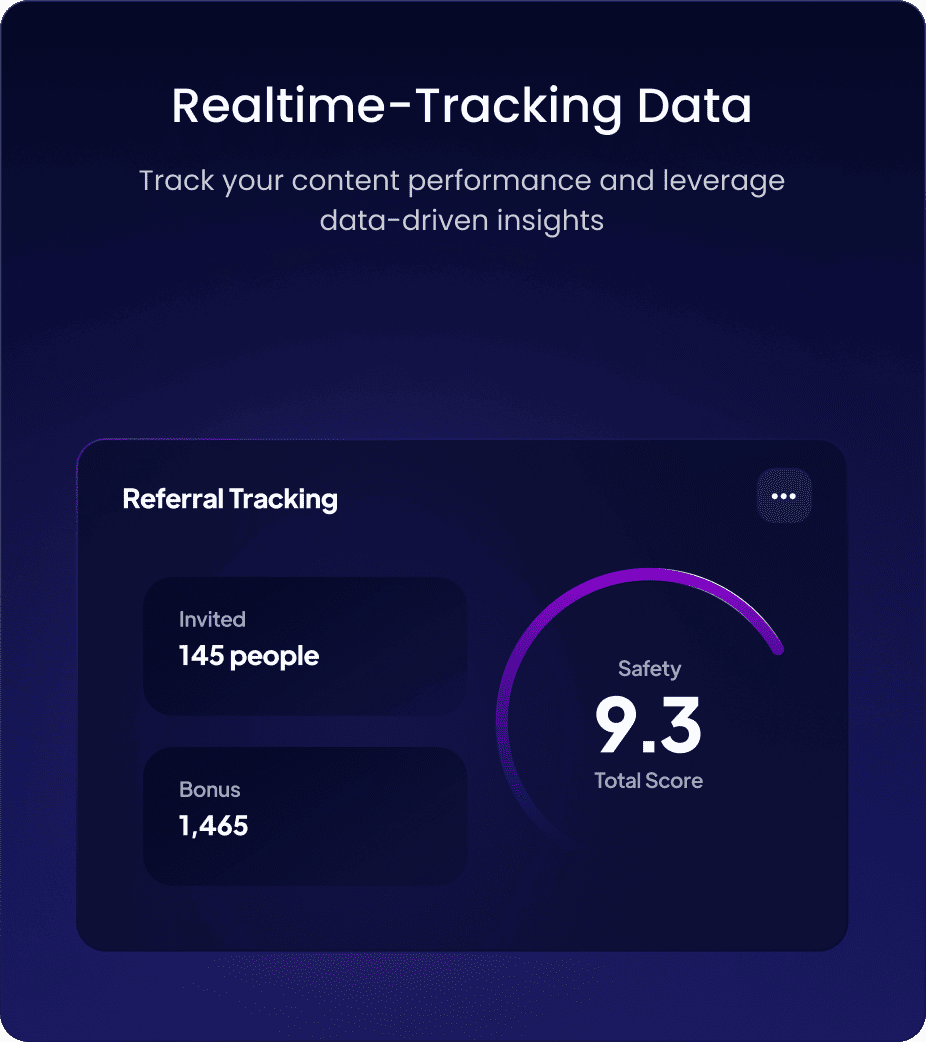 Realtime-Tracking Data
Track your content performance and leverage
data-driven insights
Referral Tracking
Invited
145 people
Bonus
1,465
Safety
9.3
Total Score